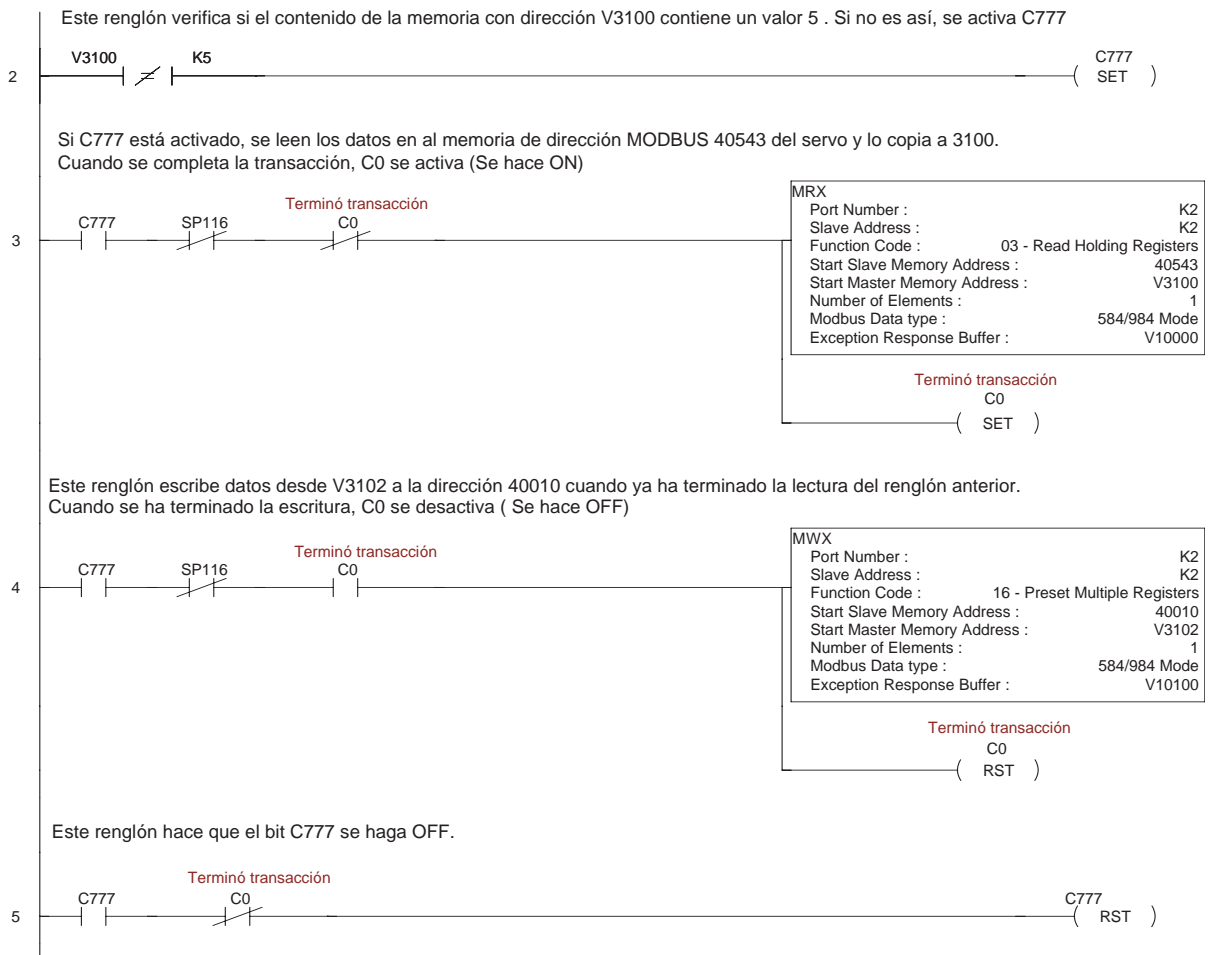 Este renglón verifica si el contenido de la memoria con dirección V3100 contiene un valor 5 . Si no es así, se activa C777
V3100 K5 C777
2 SET
Si C777 está activado, se leen los datos en al memoria de dirección MODBUS 40543 del servo y lo copia a 3100.
Cuando se completa la transacción, C0 se activa (Se hace ON)
Terminó transacción
C777 SP116 C0
3
MRX
Port Number : K2
Slave Address : K2
Function Code : 03 - Read Holding Registers
Start Slave Memory Address : 40543
Start Master Memory Address : V3100
Number of Elements : 1
Modbus Data type : 584/984 Mode
Exception Response Buffer : V10000
Terminó transacción
C0
SET
Este renglón escribe datos desde V3102 a la dirección 40010 cuando ya ha terminado la lectura del renglón anterior.
Cuando se ha terminado la escritura, C0 se desactiva ( Se hace OFF)
Terminó transacción
C777 SP116 C0
4
MWX
Port Number : K2
Slave Address : K2
Function Code : 16 - Preset Multiple Registers
Start Slave Memory Address : 40010
Start Master Memory Address : V3102
Number of Elements : 1
Modbus Data type : 584/984 Mode
Exception Response Buffer : V10100
Terminó transacción
C0
RST
Este renglón hace que el bit C777 se haga OFF.
Terminó transacción
C777 C0 C777
5 RST